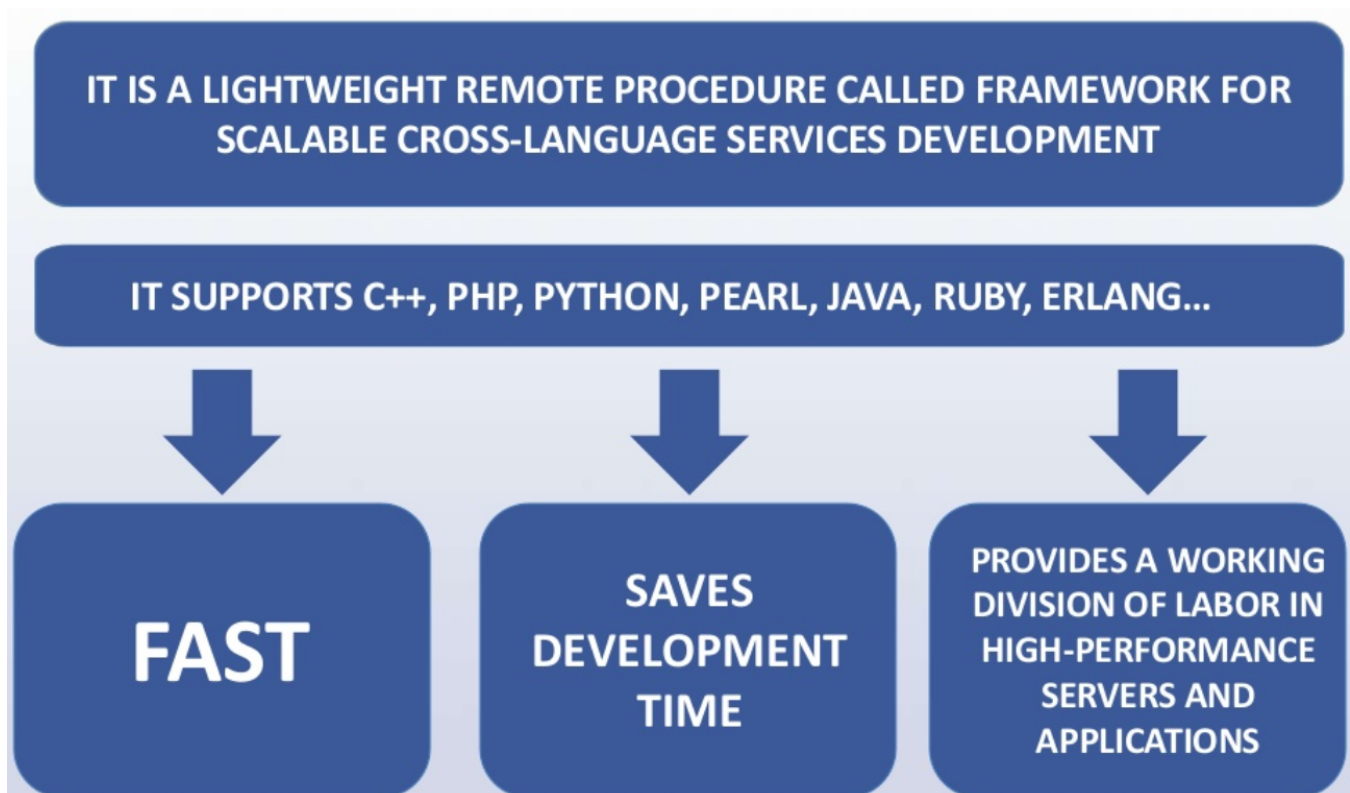 IT IS A LIGHTWEIGHT REMOTE PROCEDURE CALLED FRAMEWORK FOR
SCALABLE CROSS-LANGUAGE SERVICES DEVELOPMENT
IT SUPPORTS C++, PHP, PYTHON, PEARL, JAVA, RUBY, ERLANG...
FAST
SAVES
DEVELOPMENT
TIME
PROVIDES A WORKING
DIVISION OF LABOR IN
HIGH-PERFORMANCE
SERVERS AND
APPLICATIONS